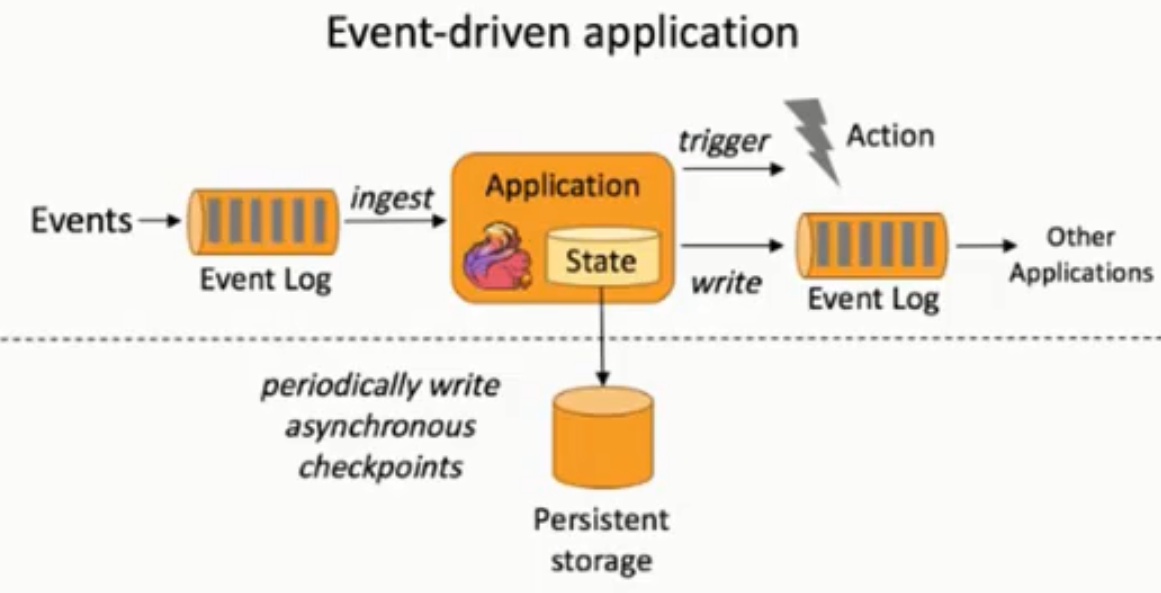 Event-driven application
trigger
Action
ingest
Application
Events
State
Event Log
write
Event Log
Other
Applications
periodically write
asynchronous
checkpoints
Persistent
storage